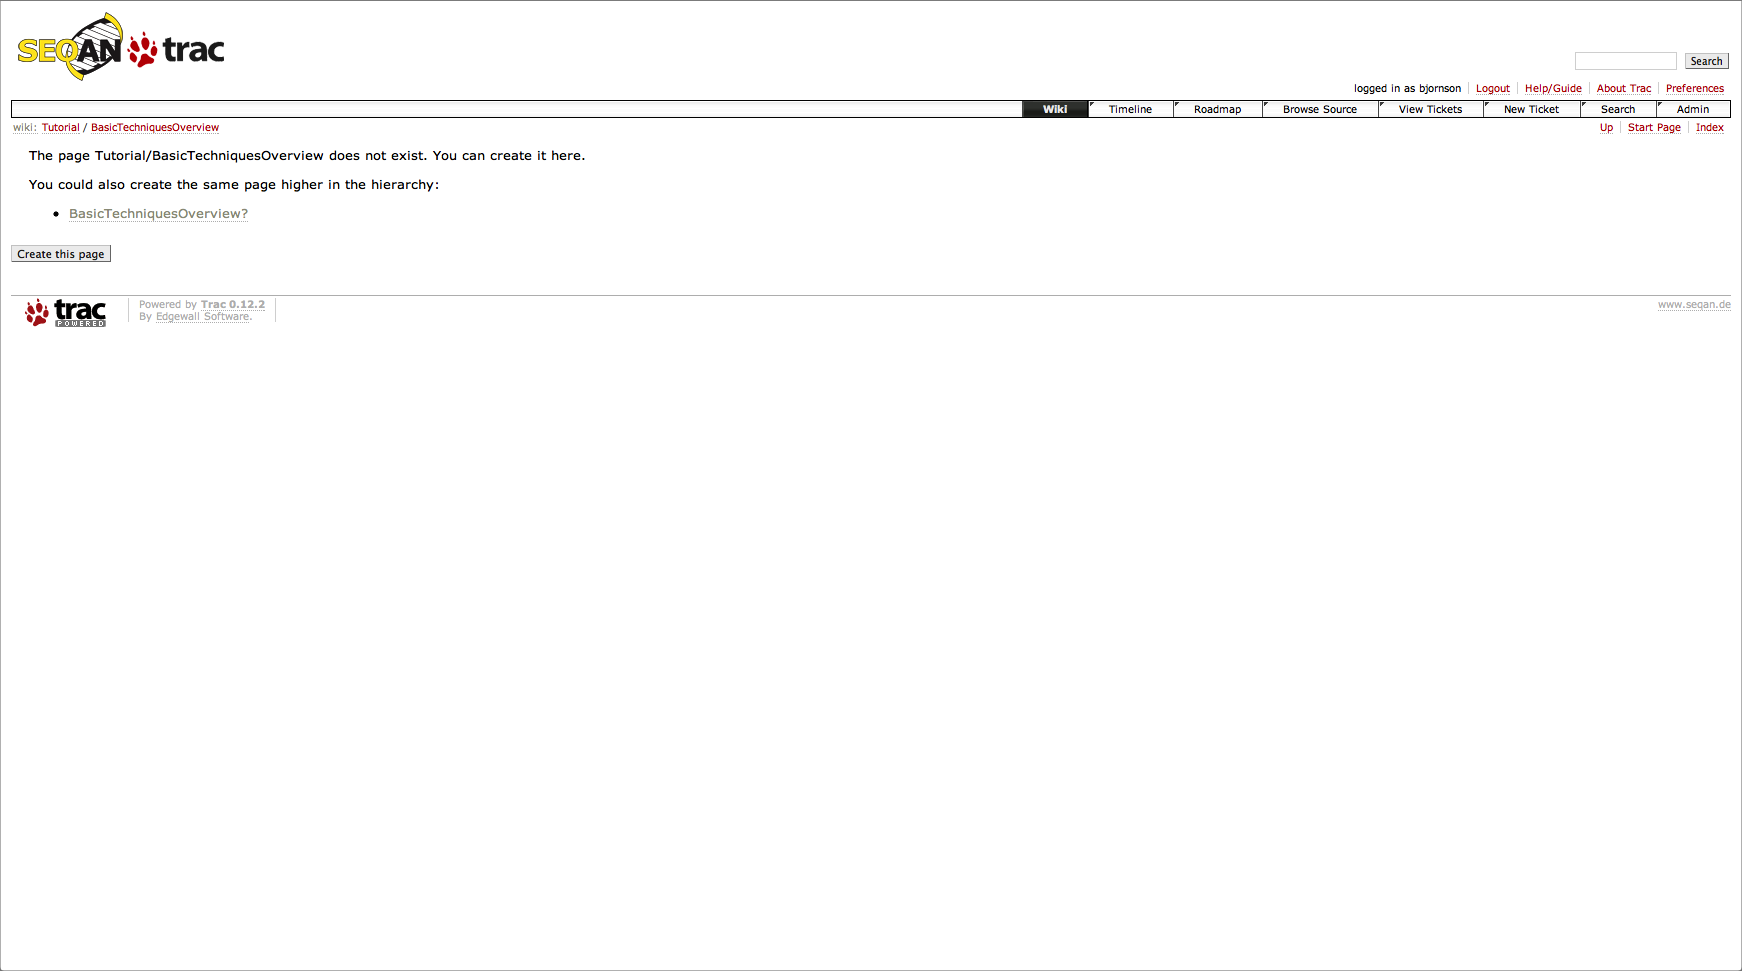 SEQAN trac
Search
logged in as bjornson Logout Help/Guide About Trac Preferences
Wiki Timeline Roadmap Browse Source View Tickets New Ticket Search Admin
wiki: Tutorial / BasicTechniquesOverview Up Start Page Index
The page Tutorial/BasicTechniquesOverview does not exist. You can create it here.
You could also create the same page higher in the hierarchy:
• BasicTechniquesOverview?
Create this page
trac POWERED
Powered by Trac 0.12.2
By Edgewall Software.
www.seqan.de